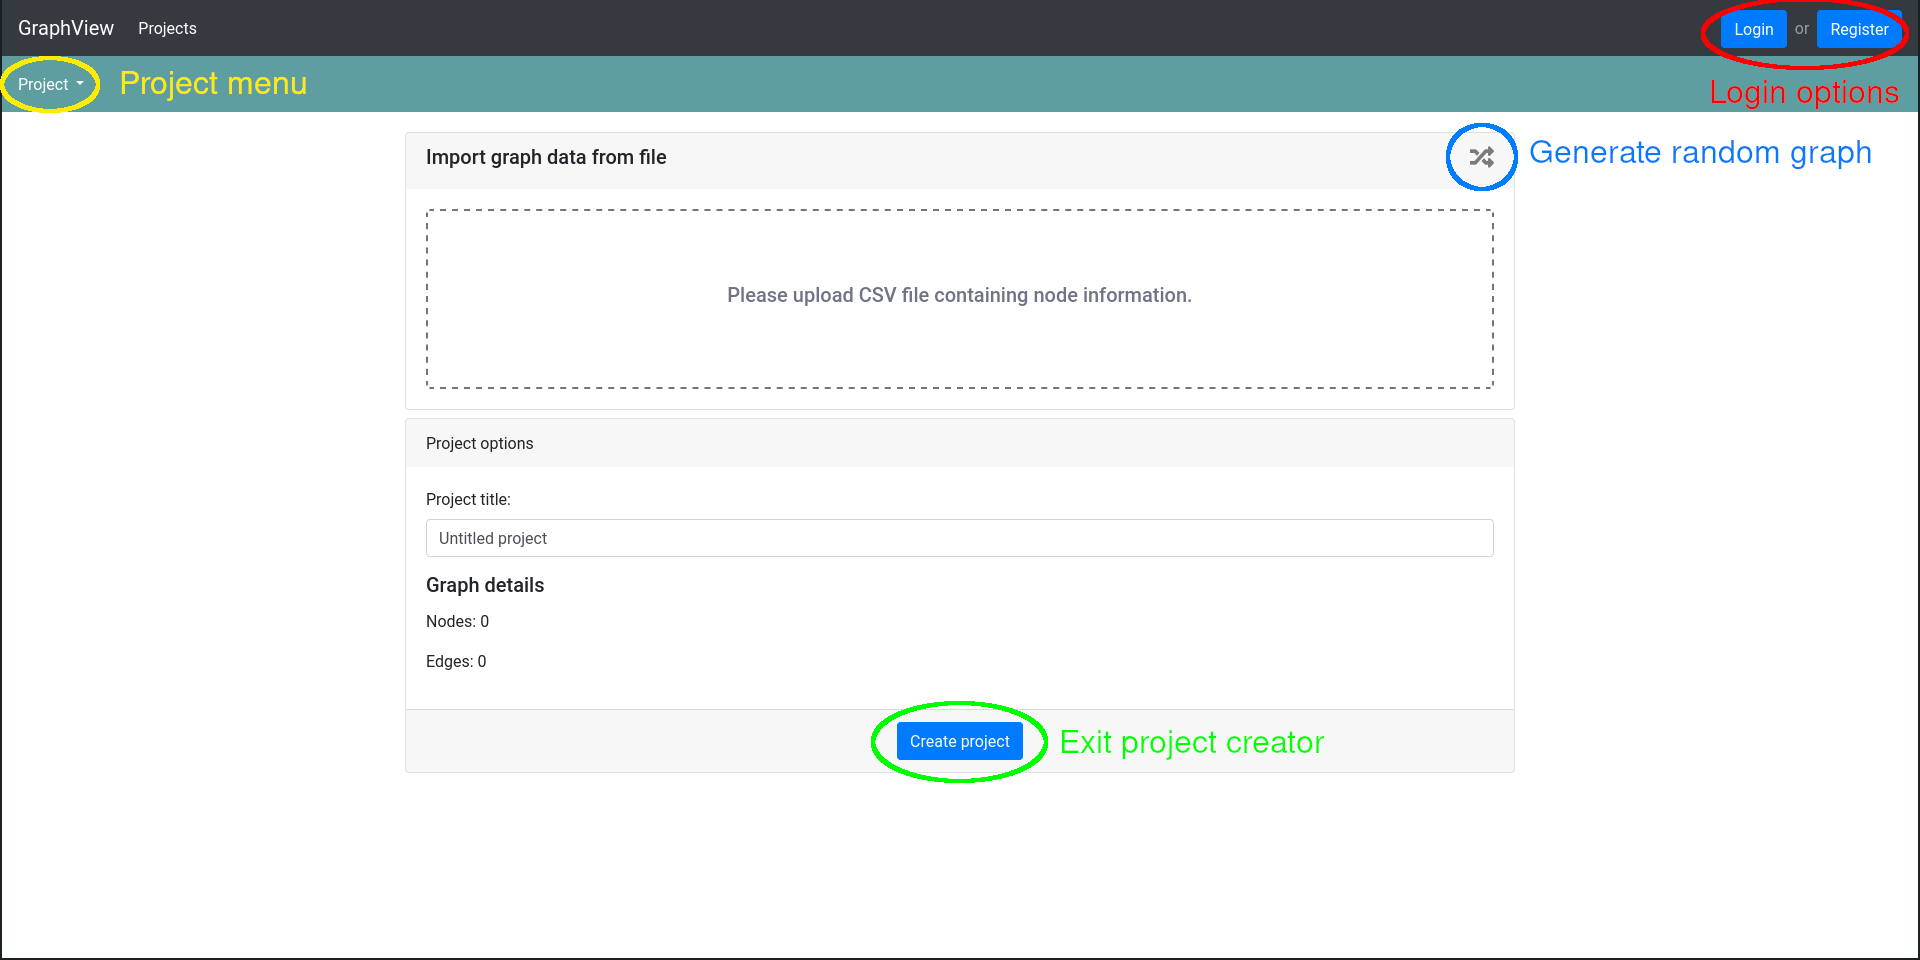 GraphView Projects Login or Register
Project Project menu
Login options
Import graph data from file
Generate random graph
Please upload CSV file containing node information.
Project options
Project title:
Untitled project
Graph details
Nodes: 0
Edges: 0
Create project Exit project creator